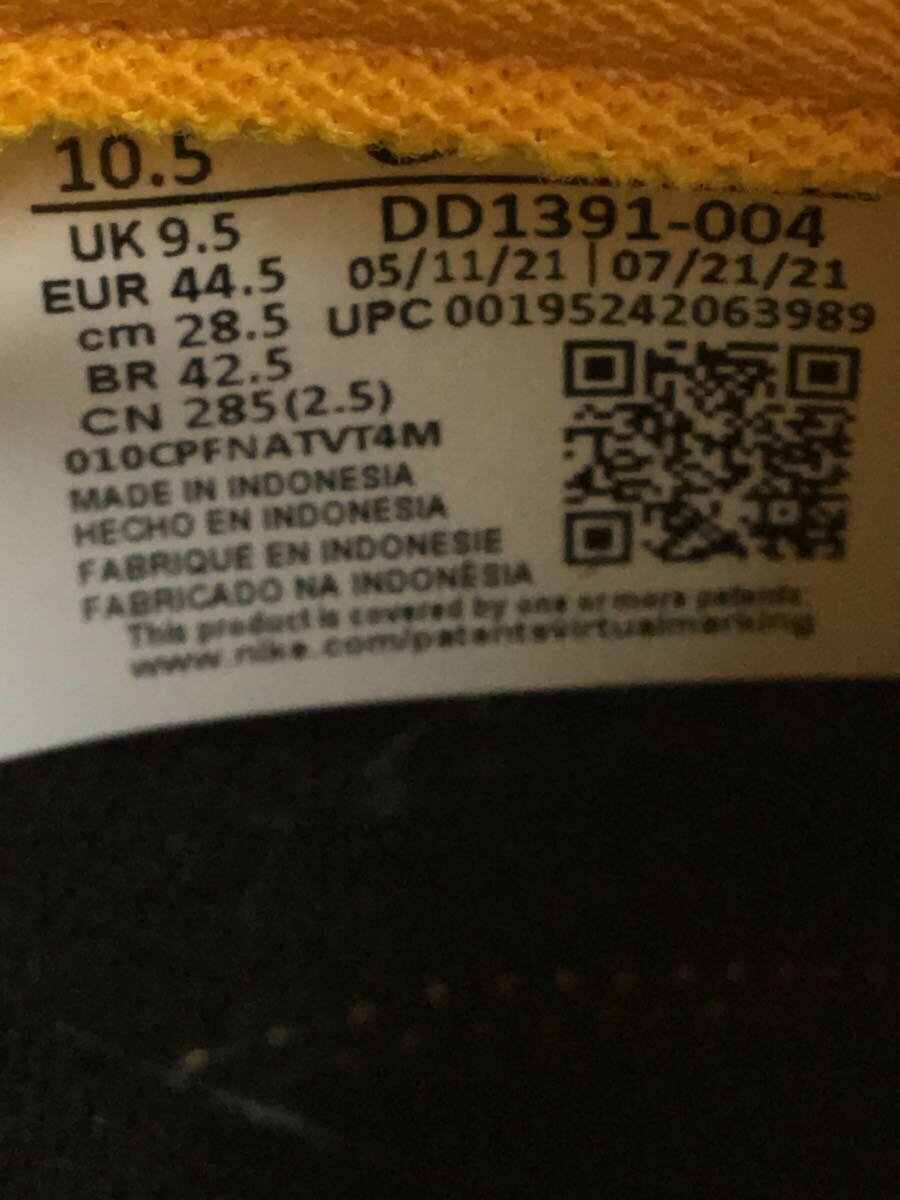 10.5
UK 9.5
EUR 44.5
cm 28.5
BR 42.5
CN 285(2.5)
010CPFNATVT4M
MADE IN INDONESIA
HECHO EN INDONESIA
FABRIQUE EN INDONESIE
FABRICADO NA INDONÉSIA
DD1391-004
05/11/21 | 07/21/21
UPC 00195242063989
This product is covered by one or more patents
www.nike.com/patentsvirtualmarking